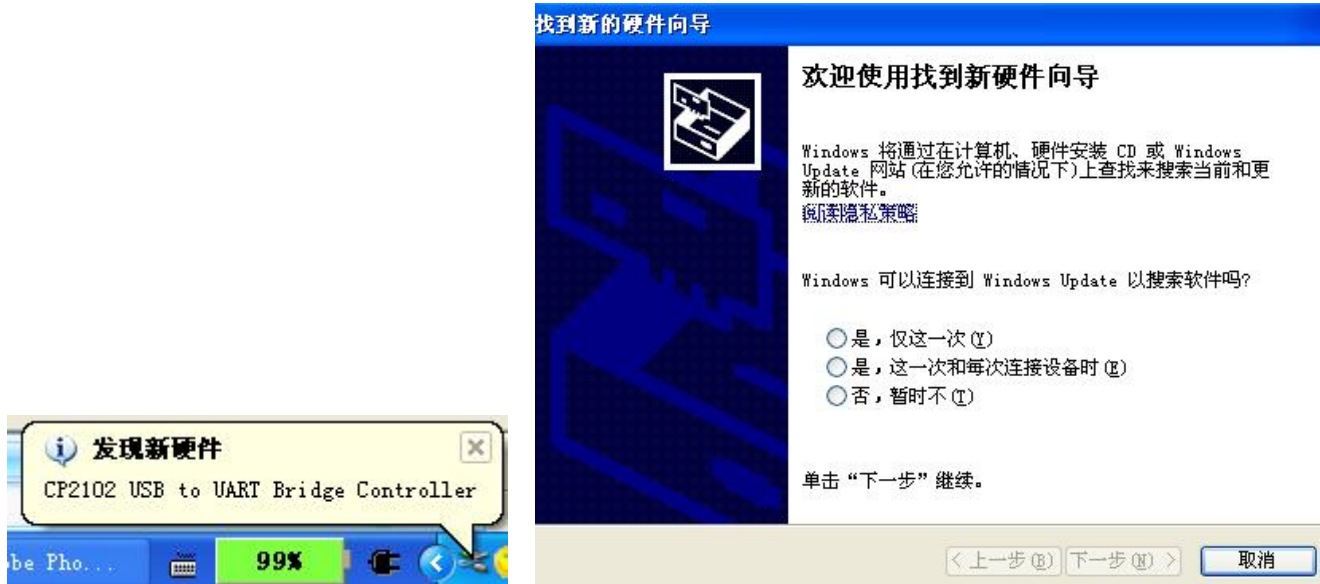 找到新的硬件向导
欢迎使用找到新硬件向导
Windows 将通过在计算机、硬件安装 CD 或 Windows
Update 网站(在您允许的情况下)上查找来搜索当前和更
新的软件。
阅读隐私策略
Windows 可以连接到 Windows Update 以搜索软件吗?
是，仅这一次(Y)
是，这一次和每次连接设备时(E)
否，暂时不(T)
单击“下一步”继续。
< 上一步(B)
下一步(N) >
取消
发现新硬件
CP2102 USB to UART Bridge Controller
be Pho...
99%